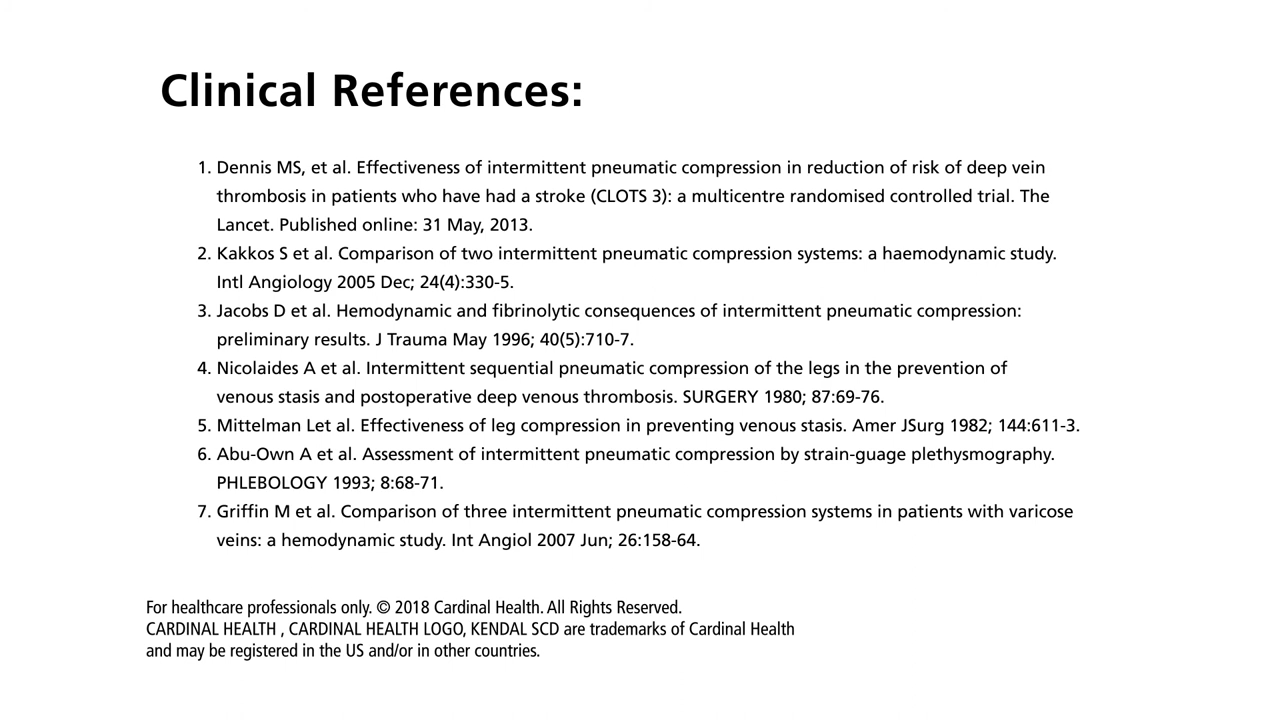 Clinical References:
1. Dennis MS, et al. Effectiveness of intermittent pneumatic compression in reduction of risk of deep vein
thrombosis in patients who have had a stroke (CLOTS 3): a multicentre randomised controlled trial. The
Lancet. Published online: 31 May, 2013.
2. Kakkos S et al. Comparison of two intermittent pneumatic compression systems: a haemodynamic study.
Intl Angiology 2005 Dec; 24(4):330-5.
3. Jacobs D et al. Hemodynamic and fibrinolytic consequences of intermittent pneumatic compression:
preliminary results. J Trauma May 1996; 40(5):710-7.
4. Nicolaides A et al. Intermittent sequential pneumatic compression of the legs in the prevention of
venous stasis and postoperative deep venous thrombosis. SURGERY 1980; 87:69-76.
5. Mittelman Let al. Effectiveness of leg compression in preventing venous stasis. Amer JSurg 1982; 144:611-3.
6. Abu-Own A et al. Assessment of intermittent pneumatic compression by strain-guage plethysmography.
PHLEBOLOGY 1993; 8:68-71.
7. Griffin M et al. Comparison of three intermittent pneumatic compression systems in patients with varicose
veins: a hemodynamic study. Int Angiol 2007 Jun; 26:158-64.
For healthcare professionals only. © 2018 Cardinal Health. All Rights Reserved.
CARDINAL HEALTH , CARDINAL HEALTH LOGO, KENDAL SCD are trademarks of Cardinal Health
and may be registered in the US and/or in other countries.